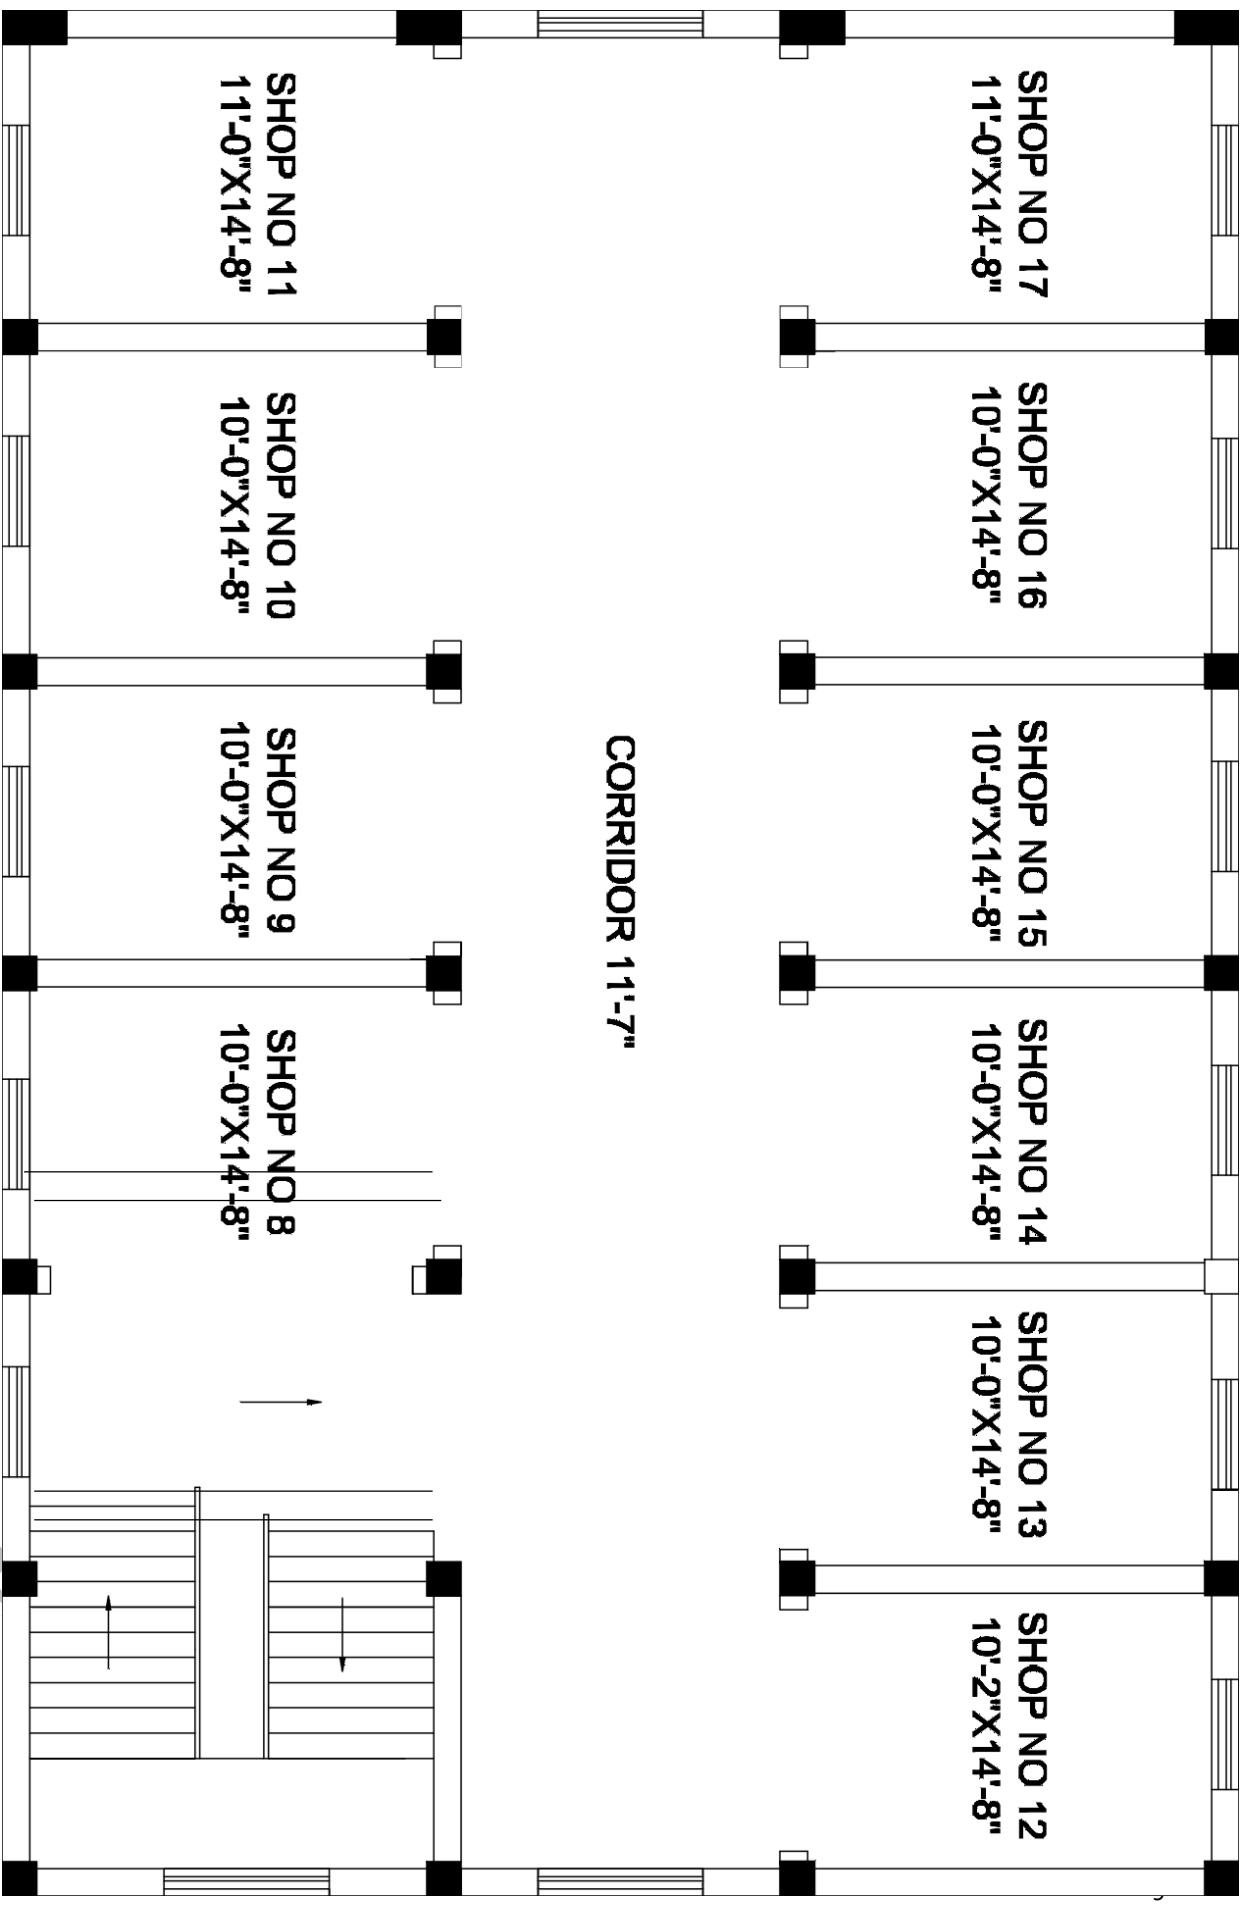 SHOP NO 17
11'-0"X14'-8"
SHOP NO 16
10'-0"X14'-8"
SHOP NO 15
10'-0"X14'-8"
SHOP NO 14
10'-0"X14'-8"
SHOP NO 13
10'-0"X14'-8"
SHOP NO 12
10'-2"X14'-8"
CORRIDOR 11'-7"
SHOP NO 11
11'-0"X14'-8"
SHOP NO 10
10'-0"X14'-8"
SHOP NO 9
10'-0"X14'-8"
SHOP NO 8
10'-0"X14'-8"